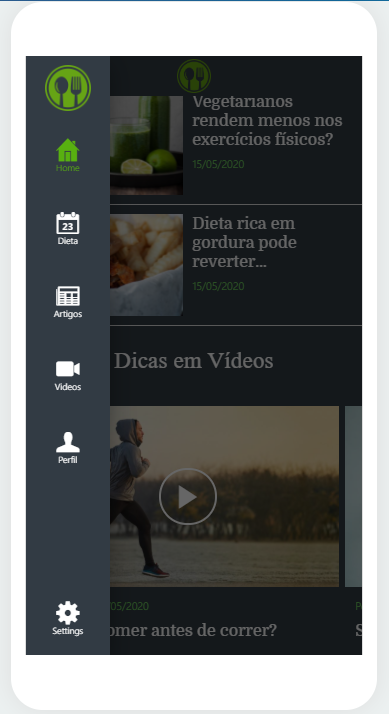 Home
23
Dieta
Artigos
Videos
Perfil
Settings
Vegetarianos
rendem menos nos
exercícios físicos?
15/05/2020
Dieta rica em
gordura pode
reverter...
15/05/2020
Dicas em Vídeos
05/2020
omer antes de correr?